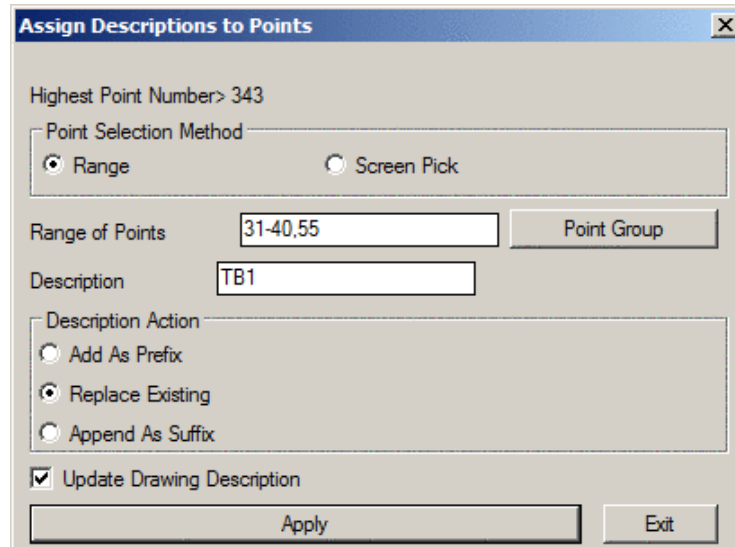 Assign Descriptions to Points
Highest Point Number> 343
Point Selection Method
Range Screen Pick
Range of Points 31-40,55 Point Group
Description TB1
Description Action
Add As Prefix
Replace Existing
Append As Suffix
Update Drawing Description
Apply Exit